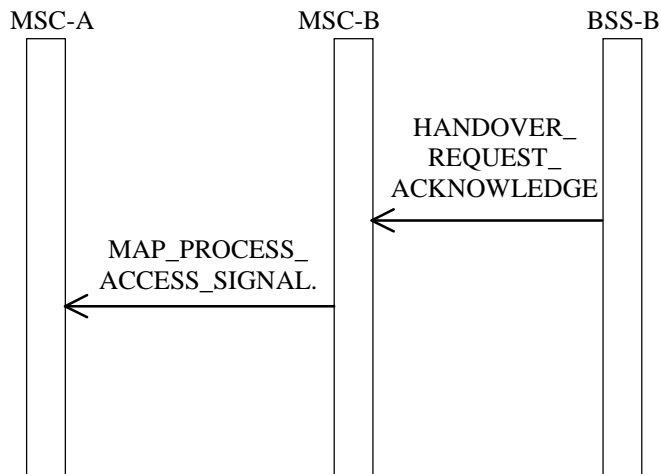 MSC-A
MSC-B
BSS-B
HANDOVER_
REQUEST_
ACKNOWLEDGE
MAP_PROCESS_
ACCESS_SIGNAL.